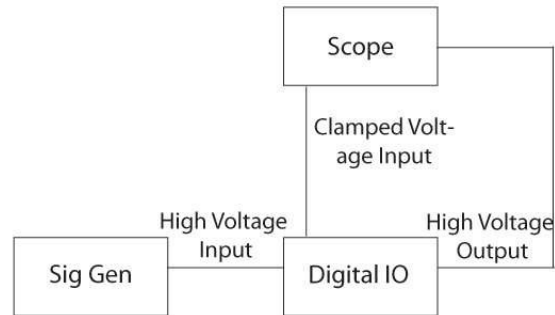 Scope
Clamped Volt-
age Input
High Voltage
Input
High Voltage
Output
Sig Gen
Digital IO